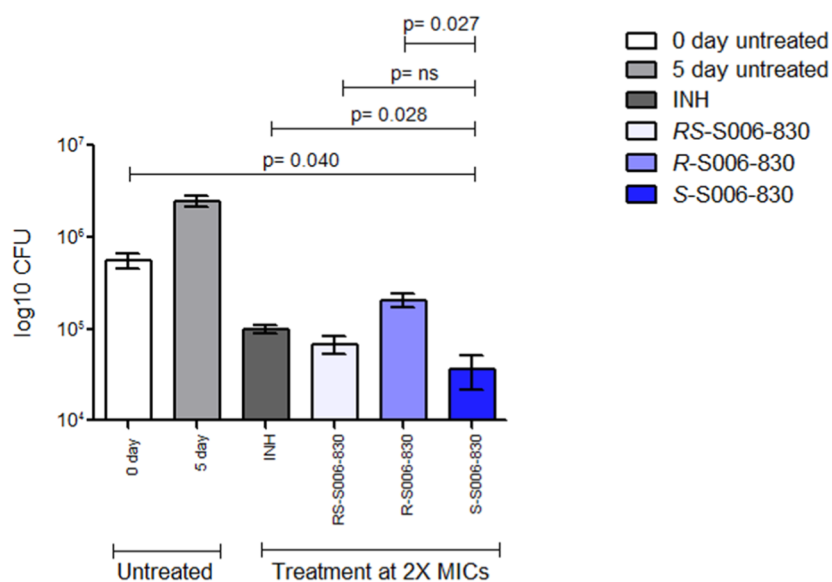 p= 0.027
p= ns
p= 0.028
p= 0.040
0 day untreated
5 day untreated
INH
RS-S006-830
R-S006-830
S-S006-830
log10 CFU
10⁷
10⁶
10⁵
10⁴
0 day
5 day
INH
RS-S006-830
R-S006-830
S-S006-830
Untreated
Treatment at 2X MICs